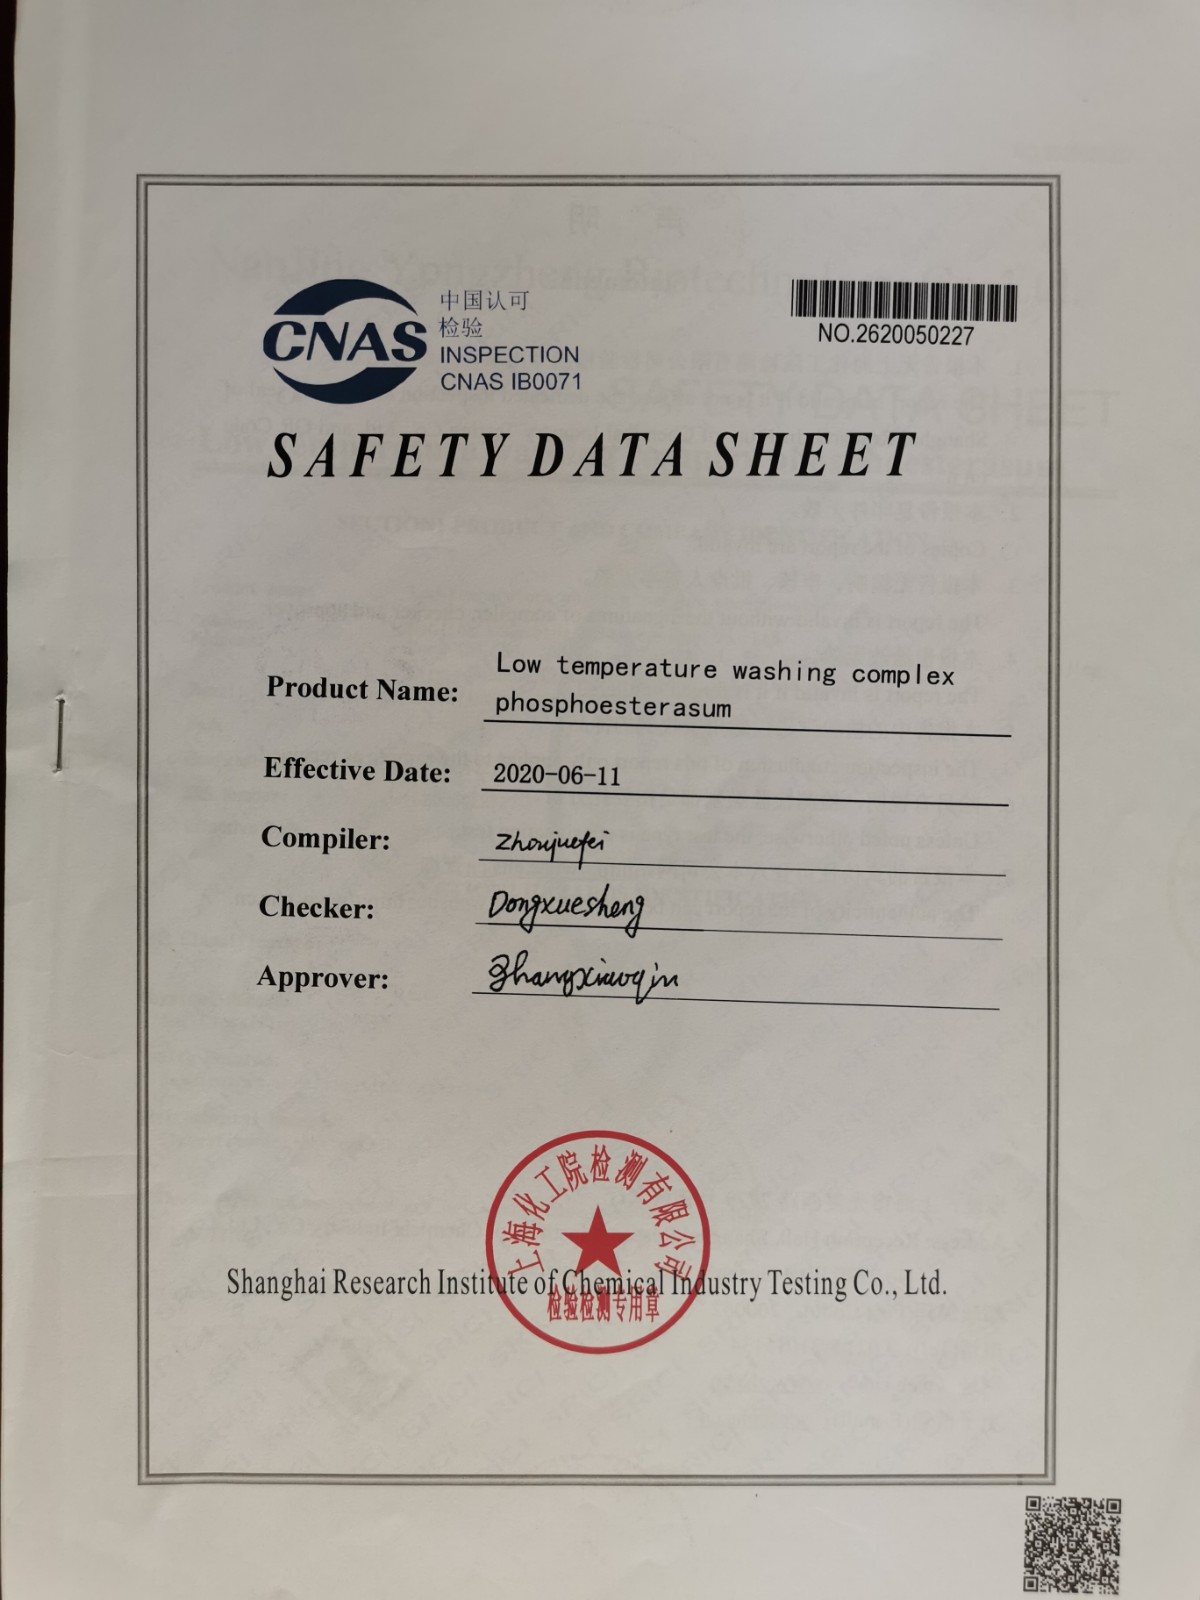 CNAS
中国认可
检验
INSPECTION
CNAS IB0071
NO.2620050227
SAFETY DATA SHEET
Product Name: Low temperature washing complex
phosphoesterasum
Effective Date: 2020-06-11
Compiler: Zhoujuefei
Checker: Dongxuesheng
Approver: Zhangxiaoqin
上海化工院检测有限公司
Shanghai Research Institute of Chemical Industry Testing Co., Ltd.
检验检测专用章